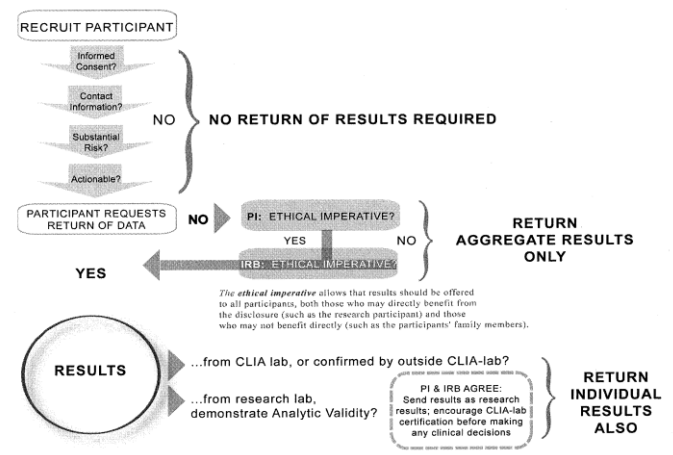 RECRUIT PARTICIPANT
Informed
Consent?
Contact
Information?
Substantial
Risk?
Actionable?
NO
NO RETURN OF RESULTS REQUIRED
PARTICIPANT REQUESTS
RETURN OF DATA
NO
PI: ETHICAL IMPERATIVE?
YES
NO
IRB: ETHICAL IMPERATIVE?
RETURN
AGGREGATE RESULTS
ONLY
YES
The ethical imperative allows that results should be offered
to all participants, both those who may directly benefit from
the disclosure (such as the research participant) and those
who may not benefit directly (such as the participants' family members).
RESULTS
...from CLIA lab, or confirmed by outside CLIA-lab?
...from research lab,
demonstrate Analytic Validity?
PI & IRB AGREE:
Send results as research
results; encourage CLIA-lab
certification before making
any clinical decisions
RETURN
INDIVIDUAL
RESULTS
ALSO